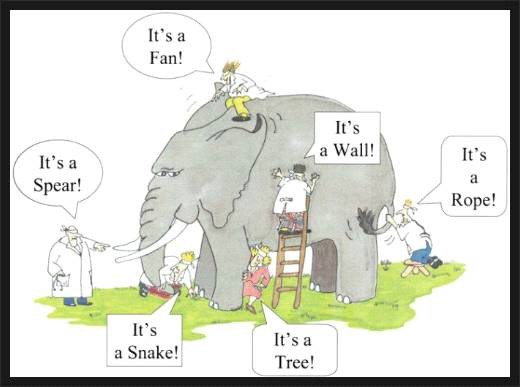 It's a
Fan!
It's
a Wall!
It's a
Spear!
It's
a
Rope!
It's
a Snake!
It's a
Tree!